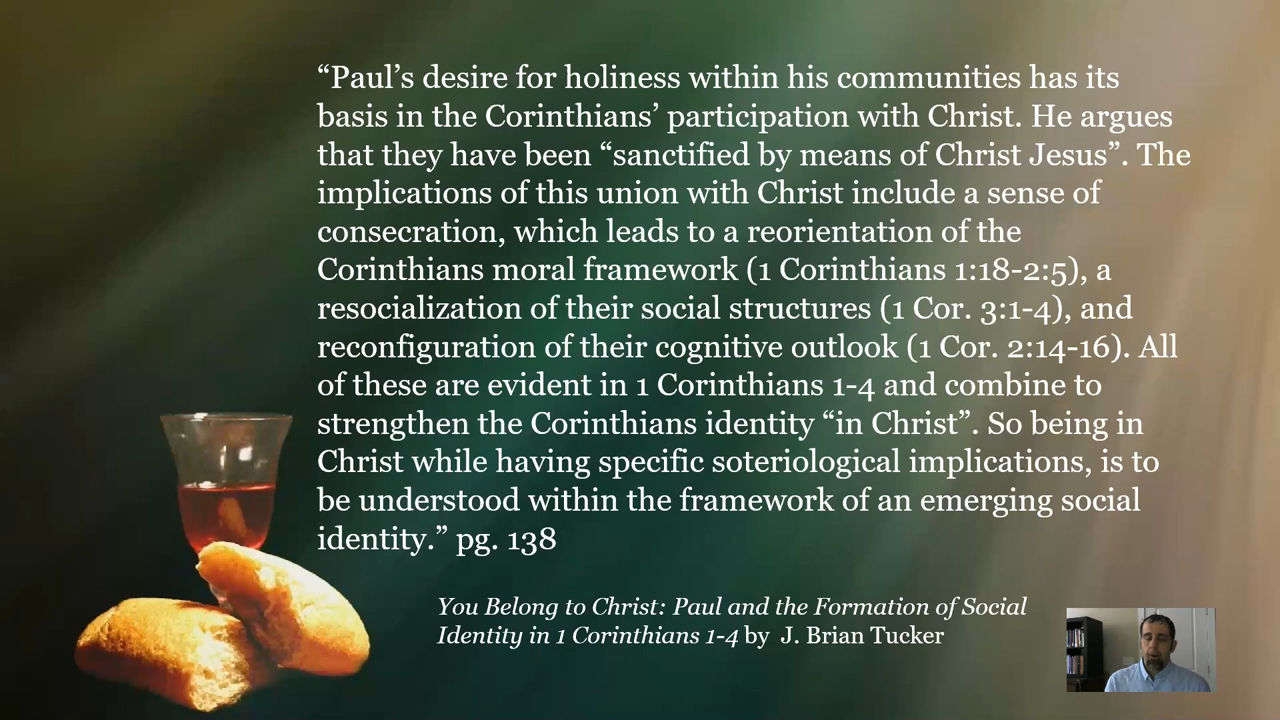 “Paul’s desire for holiness within his communities has its
basis in the Corinthians’ participation with Christ. He argues
that they have been “sanctified by means of Christ Jesus”. The
implications of this union with Christ include a sense of
consecration, which leads to a reorientation of the
Corinthians moral framework (1 Corinthians 1:18-2:5), a
resocialization of their social structures (1 Cor. 3:1-4), and
reconfiguration of their cognitive outlook (1 Cor. 2:14-16). All
of these are evident in 1 Corinthians 1-4 and combine to
strengthen the Corinthians identity “in Christ”. So being in
Christ while having specific soteriological implications, is to
be understood within the framework of an emerging social
identity.” pg. 138
You Belong to Christ: Paul and the Formation of Social
Identity in 1 Corinthians 1-4 by J. Brian Tucker